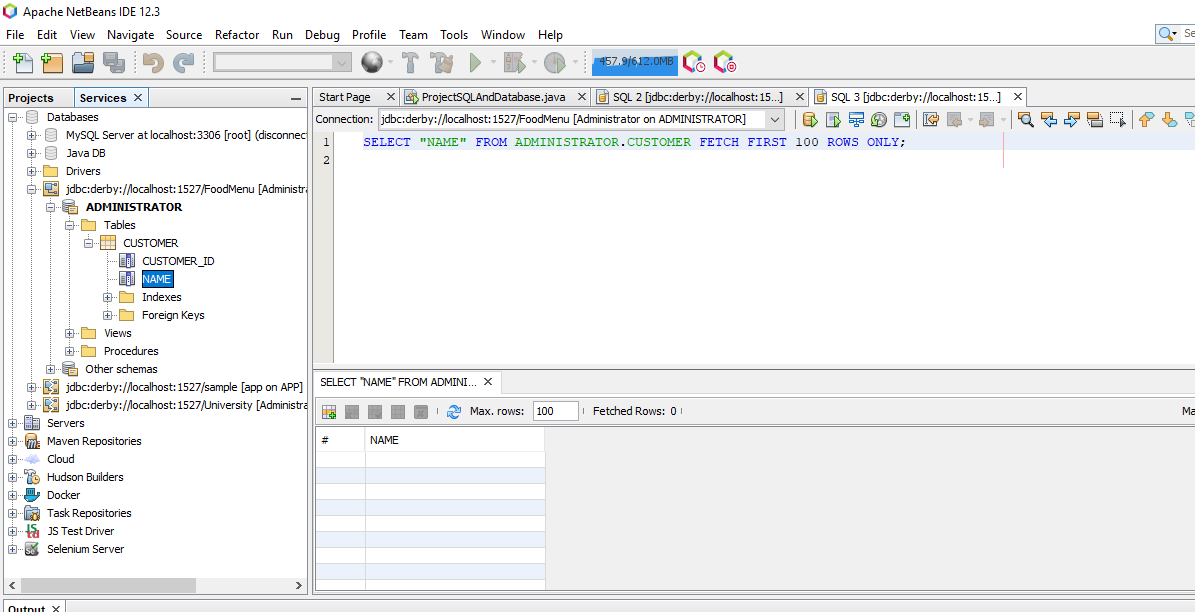 Apache NetBeans IDE 12.3
File Edit View Navigate Source Refactor Run Debug Profile Team Tools Window Help
Se
457,9/612,0MB
Projects Services
Start Page ProjectSQLAndDatabase.java SQL 2 [jdbc:derby://localhost:15...] SQL 3 [jdbc:derby://localhost:15...]
Connection: jdbc:derby://localhost:1527/FoodMenu [Administrator on ADMINISTRATOR]
1 SELECT "NAME" FROM ADMINISTRATOR.CUSTOMER FETCH FIRST 100 ROWS ONLY;
2
Databases
MySQL Server at localhost:3306 [root] (disconnect
Java DB
Drivers
jdbc:derby://localhost:1527/FoodMenu [Administra
ADMINISTRATOR
Tables
CUSTOMER
CUSTOMER_ID
NAME
Indexes
Foreign Keys
Views
Procedures
Other schemas
jdbc:derby://localhost:1527/sample [app on APP]
jdbc:derby://localhost:1527/University [Administra
Servers
Maven Repositories
Cloud
Hudson Builders
Docker
Task Repositories
JS Test Driver
Selenium Server
SELECT "NAME" FROM ADMINI...
Max. rows: 100 Fetched Rows: 0 Ma
# NAME
Output